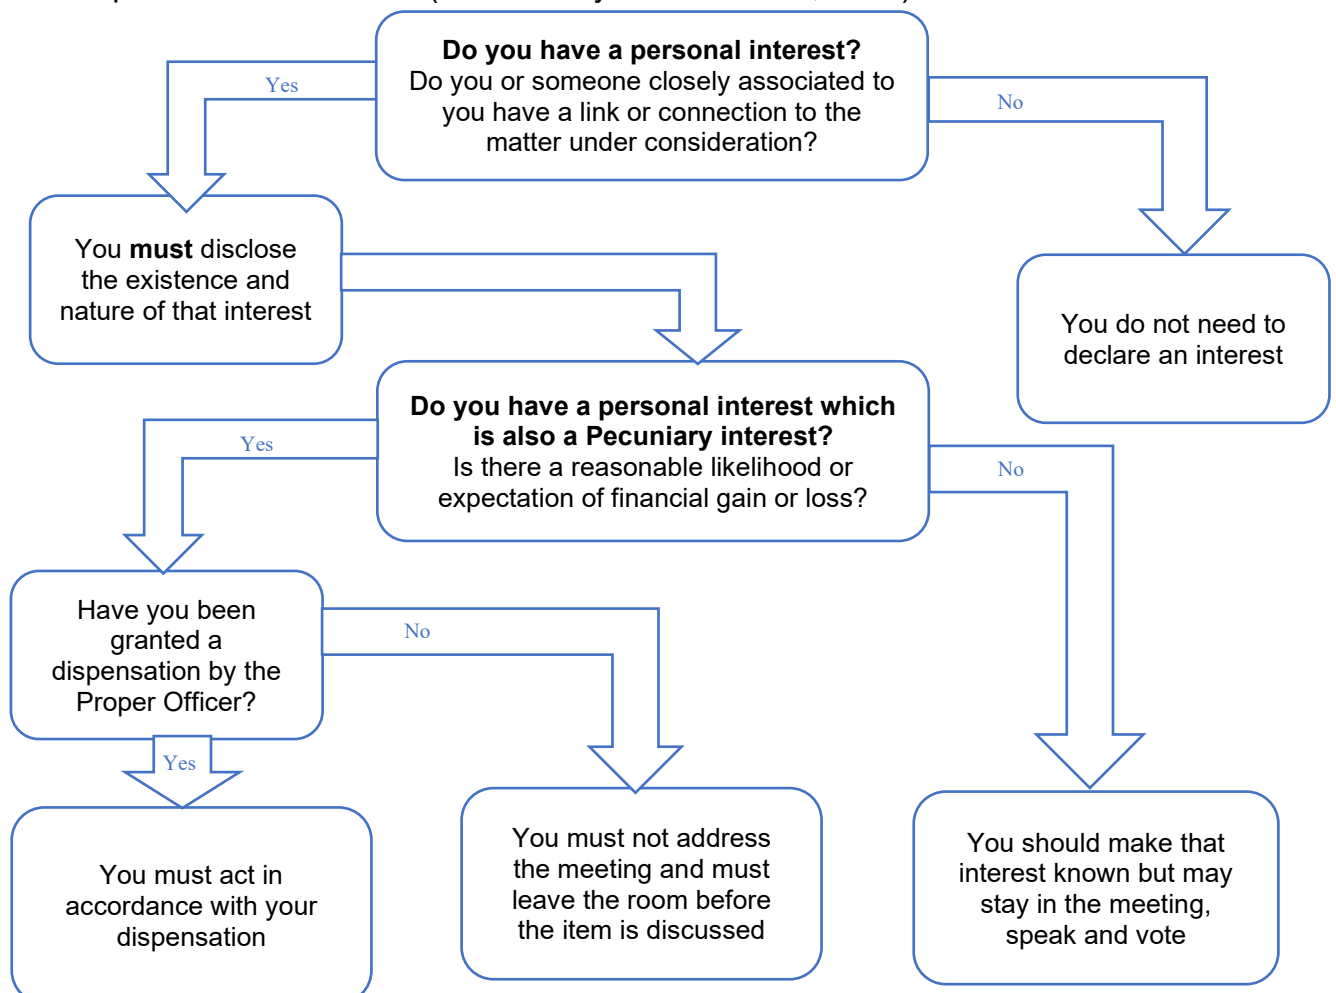 Do you have a personal interest?
Do you or someone closely associated to
you have a link or connection to the
matter under consideration?
Yes
No
You must disclose
the existence and
nature of that interest
You do not need to
declare an interest
Do you have a personal interest which
is also a Pecuniary interest?
Is there a reasonable likelihood or
expectation of financial gain or loss?
Yes
No
Have you been
granted a
dispensation by the
Proper Officer?
No
Yes
You must act in
accordance with your
dispensation
You must not address
the meeting and must
leave the room before
the item is discussed
You should make that
interest known but may
stay in the meeting,
speak and vote